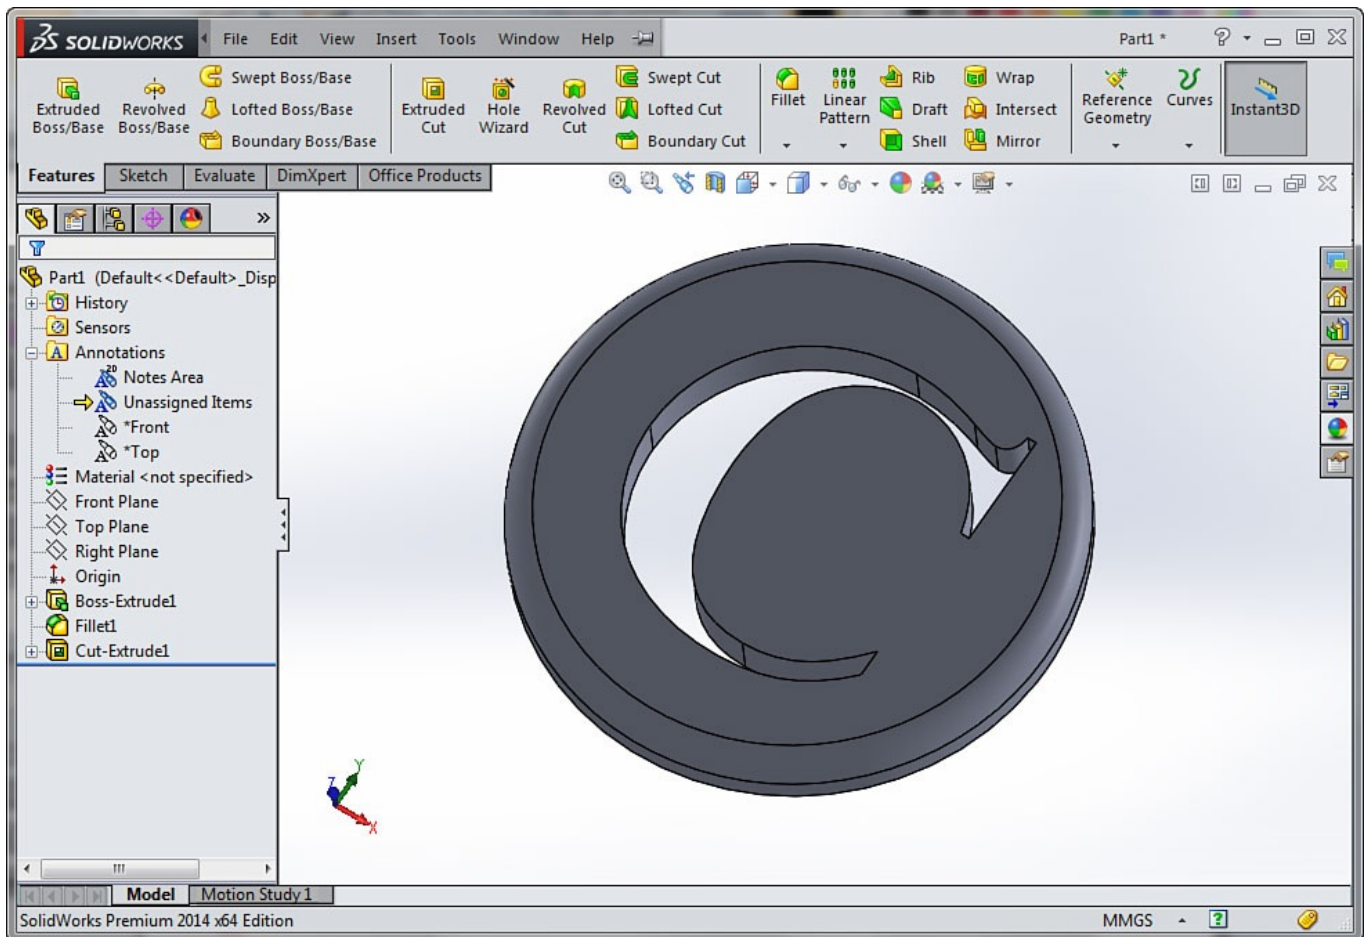 SOLIDWORKS File Edit View Insert Tools Window Help Part1 * ?
Extruded Boss/Base
Revolved Boss/Base
Swept Boss/Base
Lofted Boss/Base
Boundary Boss/Base
Extruded Cut
Hole Wizard
Revolved Cut
Swept Cut
Lofted Cut
Boundary Cut
Fillet
Linear Pattern
Rib
Draft
Shell
Wrap
Intersect
Mirror
Reference Geometry
Curves
Instant3D
Features Sketch Evaluate DimXpert Office Products
Part1 (Default<<Default>_Disp
History
Sensors
Annotations
Notes Area
Unassigned Items
*Front
*Top
Material <not specified>
Front Plane
Top Plane
Right Plane
Origin
Boss-Extrude1
Fillet1
Cut-Extrude1
Y
Z
X
Model Motion Study 1
SolidWorks Premium 2014 x64 Edition MMGS ?